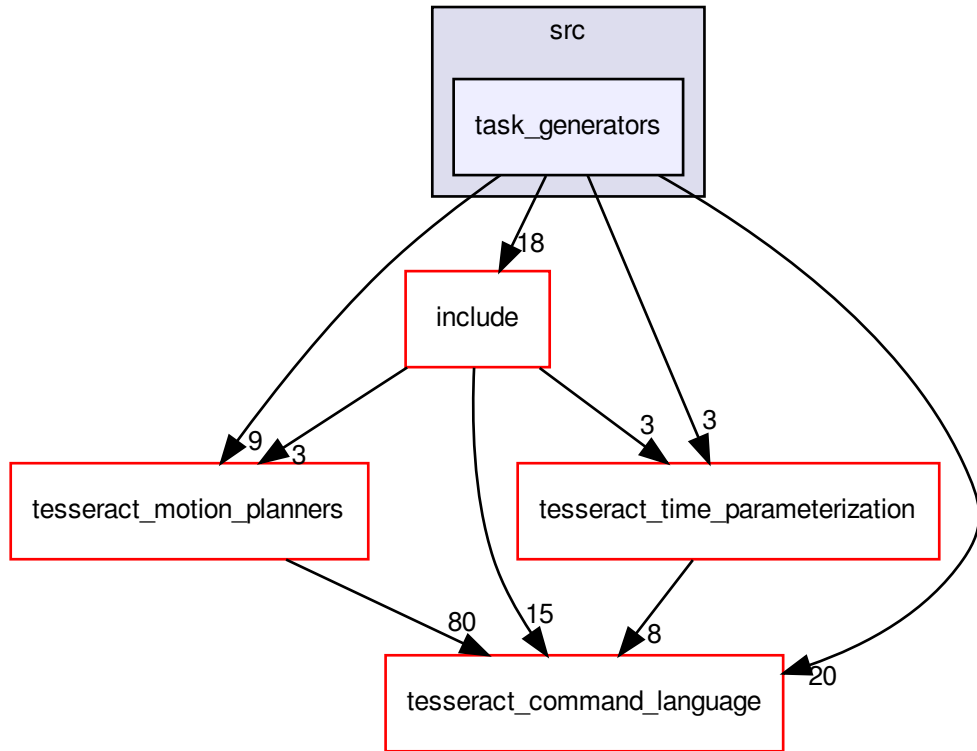 src
task_generators
18
include
9
3
3
3
tesseract_motion_planners
tesseract_time_parameterization
80
15
8
20
tesseract_command_language